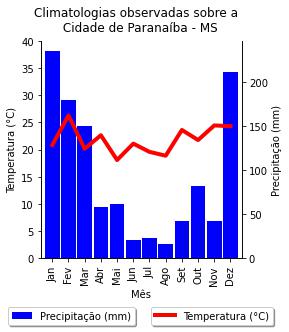 Climatologias observadas sobre a
Cidade de Paranaíba - MS
Temperatura (°C)
40
35
30
25
20
15
10
5
0
Precipitação (mm)
200
150
100
50
0
Jan Fev Mar Abr Mai Jun Jul Ago Set Out Nov Dez
Mês
Precipitação (mm) Temperatura (°C)